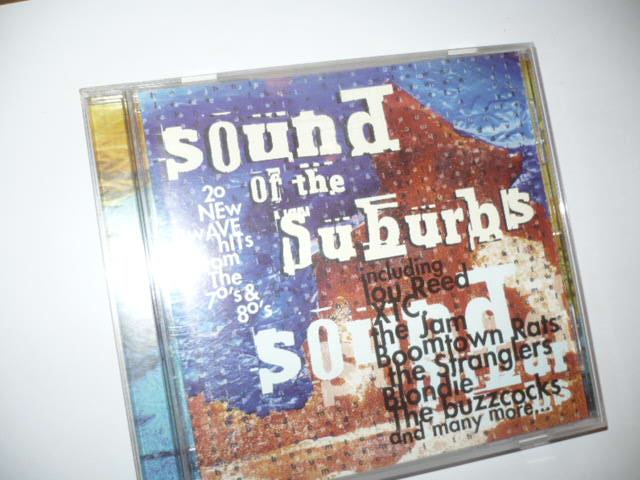 sound
of the
suburbs
20
NEW
wAVE
hITs
The
70's &
80's
including
lou Reed
XTC,
the Jam
Boomtown Rats
the Stranglers
Blondie
The buzzcocks
and many more,..
sound